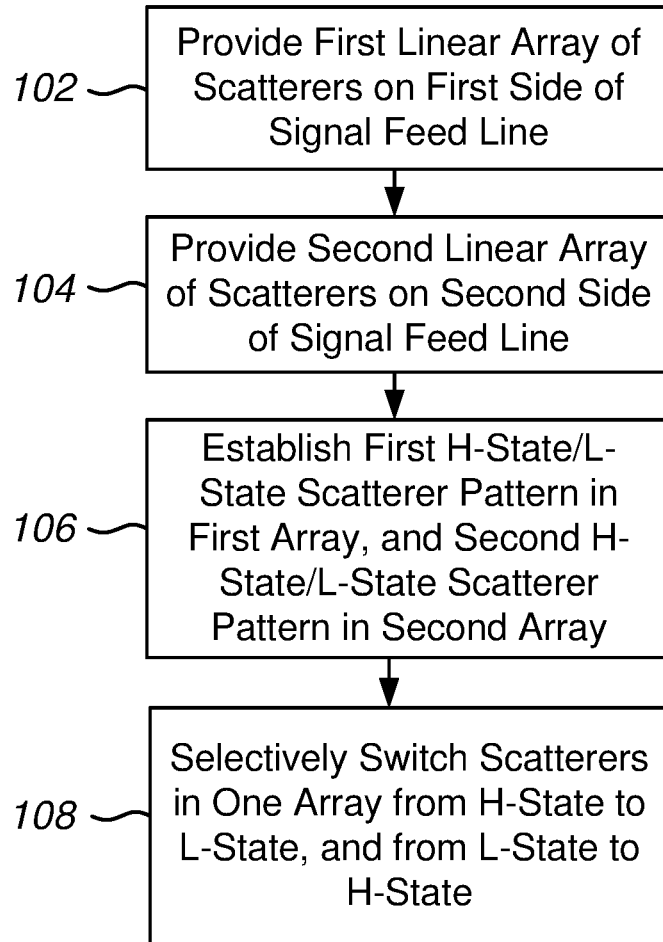 102
Provide First Linear Array of
Scatterers on First Side of
Signal Feed Line
104
Provide Second Linear Array
of Scatterers on Second Side
of Signal Feed Line
106
Establish First H-State/L-
State Scatterer Pattern in
First Array, and Second H-
State/L-State Scatterer
Pattern in Second Array
108
Selectively Switch Scatterers
in One Array from H-State to
L-State, and from L-State to
H-State